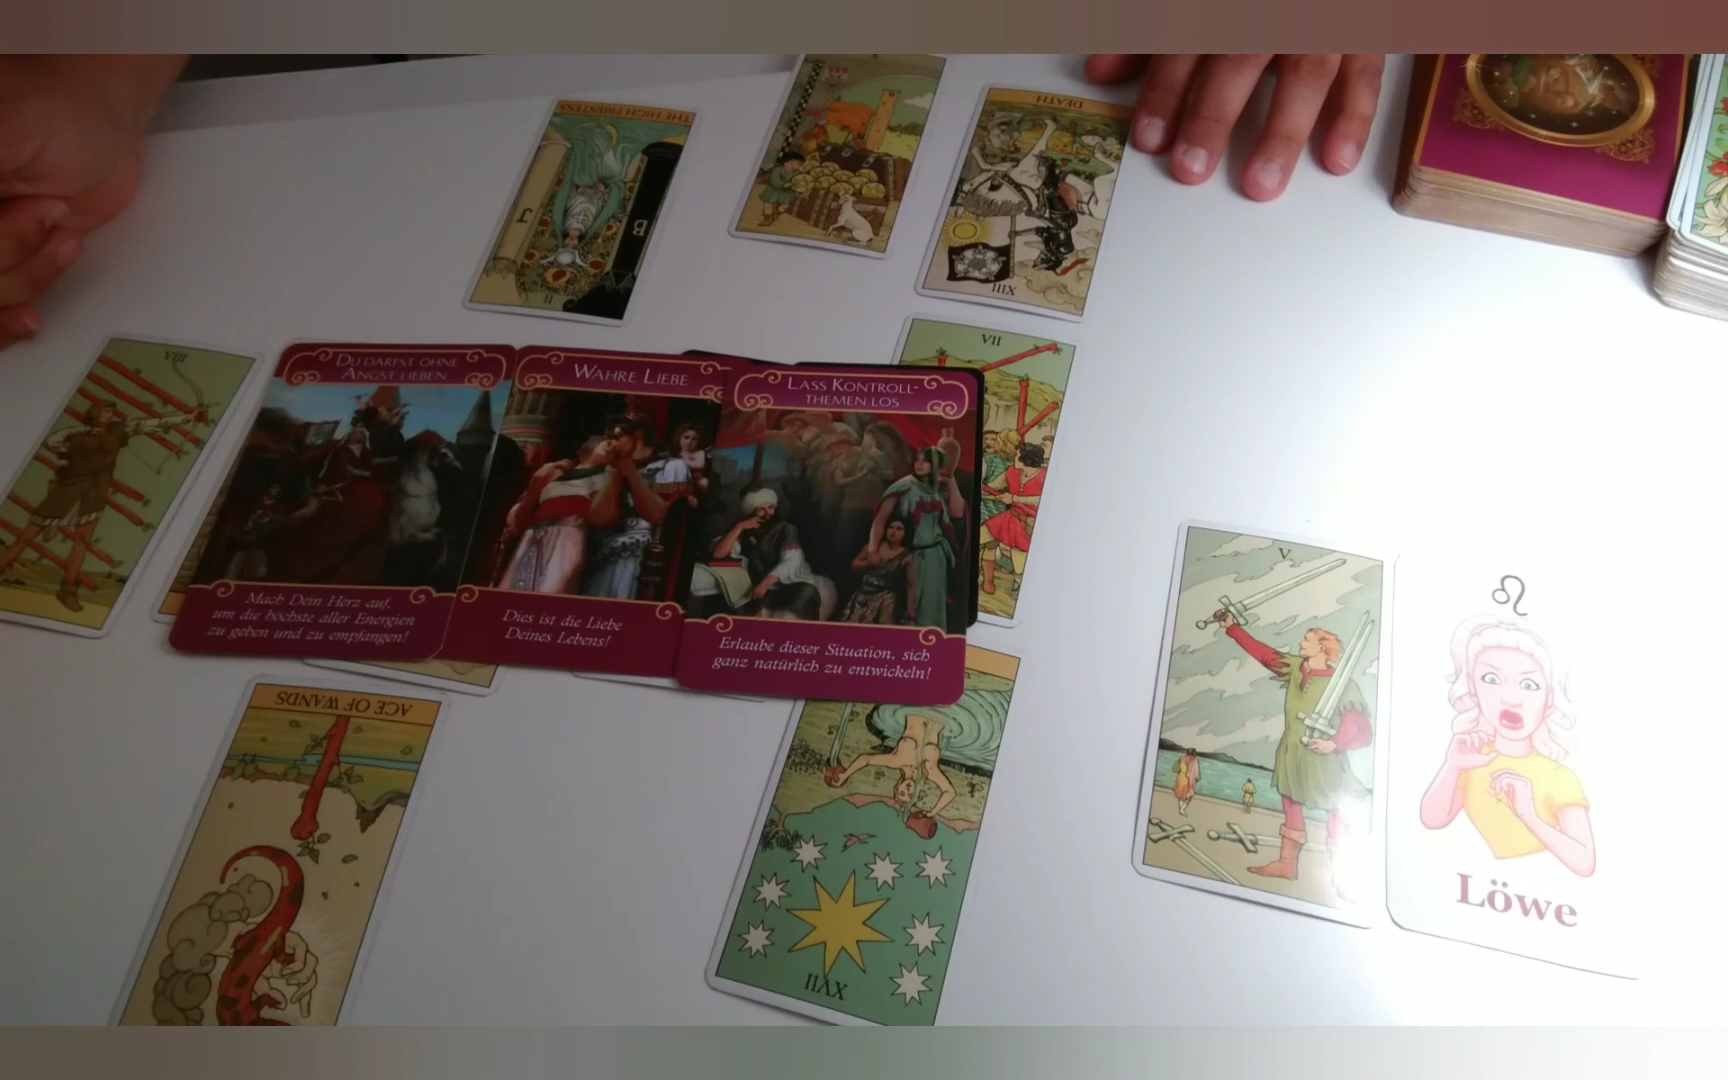 THE HIGH PRIESTESS
J
B
II
DEATH
XIII
VIII
VII
DU DARFST OHNE
ANGST LIEBEN
Mach Dein Herz auf,
um die höchste aller Energien
zu geben und zu empfangen!
WAHRE LIEBE
Dies ist die Liebe
Deines Lebens!
LASS KONTROLL-
THEMEN LOS
Erlaube dieser Situation, sich
ganz natürlich zu entwickeln!
ACE OF WANDS
XVII
V
Löwe